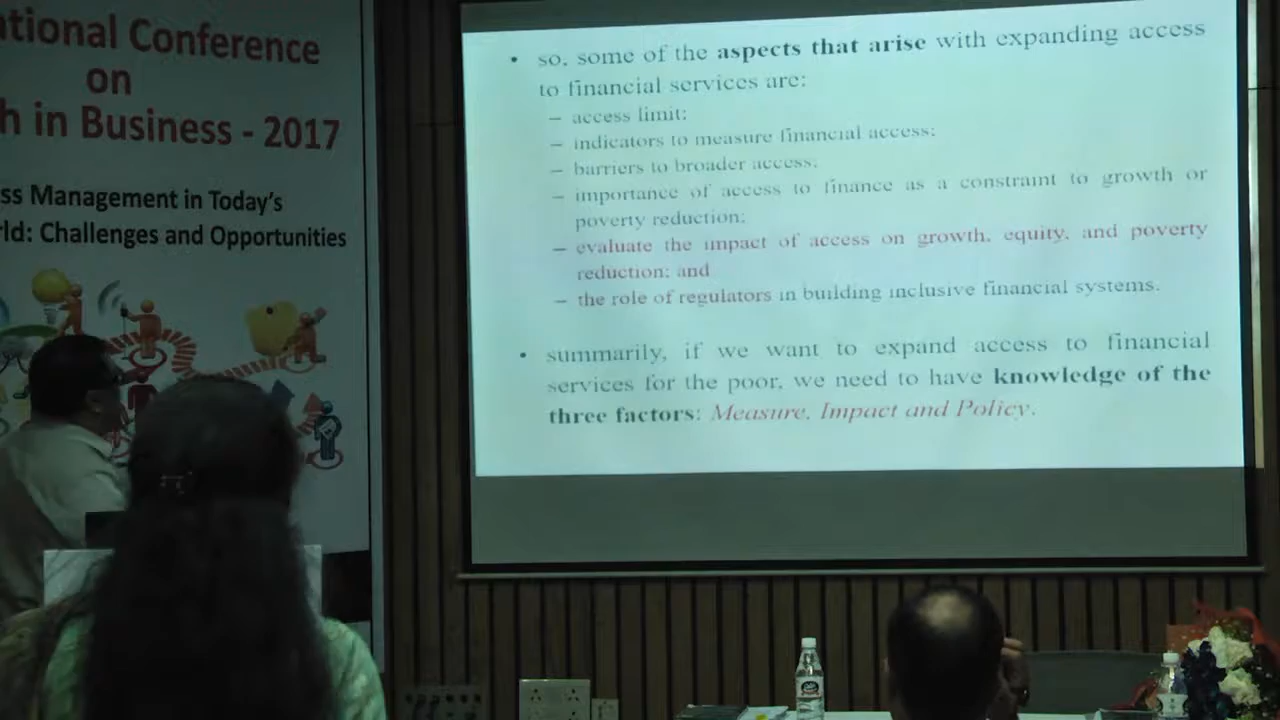 ational Conference
on
h in Business - 2017
ss Management in Today's
rld: Challenges and Opportunities
• so, some of the aspects that arise with expanding access
to financial services are:
– access limit;
– indicators to measure financial access;
– barriers to broader access;
– importance of access to finance as a constraint to growth or
poverty reduction;
– evaluate the impact of access on growth, equity, and poverty
reduction; and
– the role of regulators in building inclusive financial systems.
• summarily, if we want to expand access to financial
services for the poor, we need to have knowledge of the
three factors: Measure, Impact and Policy.